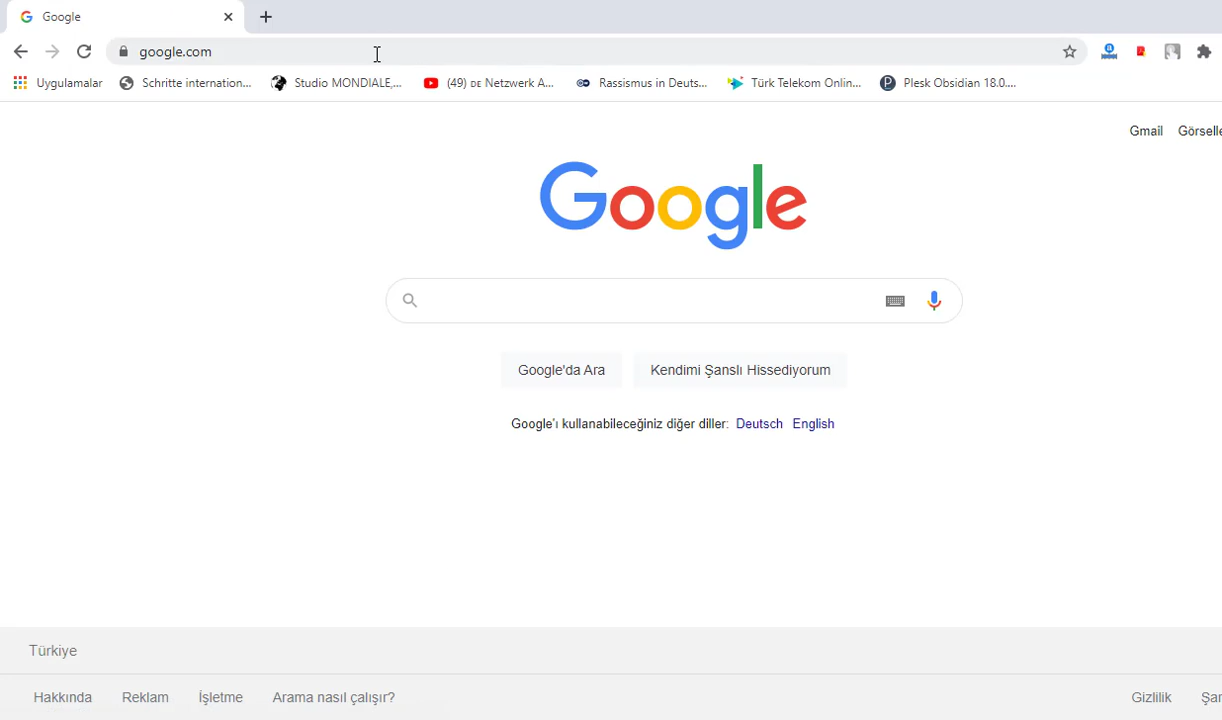 Google
google.com
Uygulamalar Schritte internation... Studio MONDIALE,... (49) DE Netzwerk A... Rassismus in Deuts... Türk Telekom Onlin... Plesk Obsidian 18.0....
Gmail Görselle
Google
Google'da Ara Kendimi Şanslı Hissediyorum
Google'ı kullanabileceğiniz diğer diller: Deutsch English
Türkiye
Hakkında Reklam İşletme Arama nasıl çalışır? Gizlilik Şar